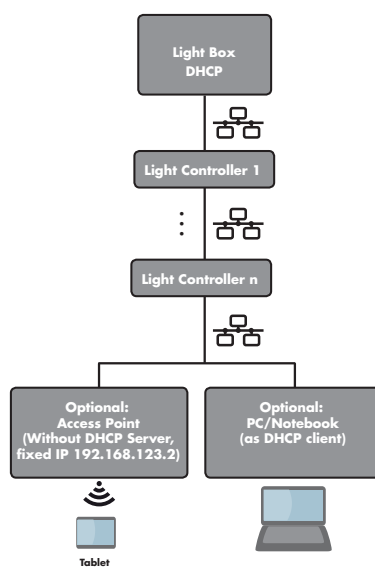 Light Box
DHCP
Light Controller 1
Light Controller n
Optional:
Access Point
(Without DHCP Server,
fixed IP 192.168.123.2)
Optional:
PC/Notebook
(as DHCP client)
Tablet